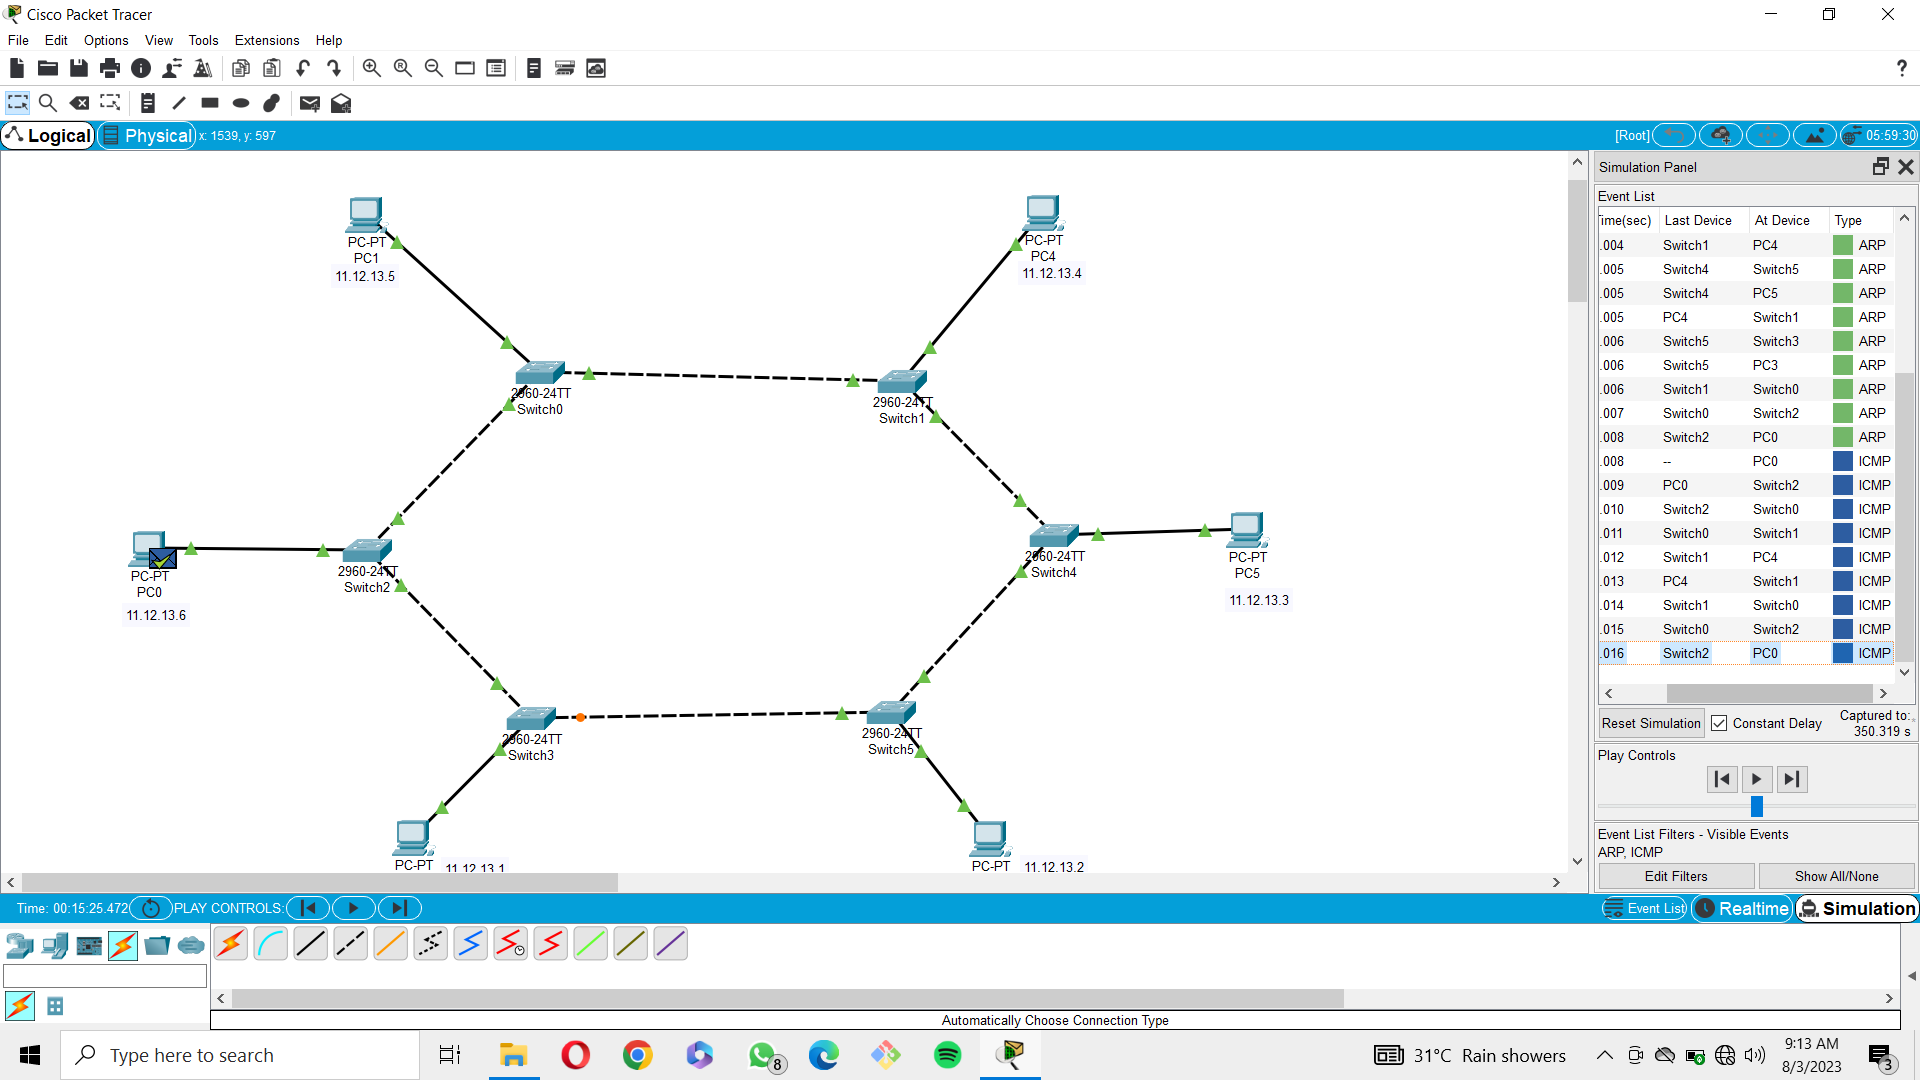 Cisco Packet Tracer
File Edit Options View Tools Extensions Help
Logical Physical x: 1539, y: 597 [Root] 05:59:30
PC-PT
PC1
11.12.13.5
PC-PT
PC4
11.12.13.4
2960-24TT
Switch0
2960-24TT
Switch1
PC-PT
PC0
11.12.13.6
2960-24TT
Switch2
2960-24TT
Switch4
PC-PT
PC5
11.12.13.3
2960-24TT
Switch3
2960-24TT
Switch5
PC-PT
11.12.13.1
PC-PT
11.12.13.2
Simulation Panel
Event List
Time(sec) Last Device At Device Type
.004 Switch1 PC4 ARP
.005 Switch4 Switch5 ARP
.005 Switch4 PC5 ARP
.005 PC4 Switch1 ARP
.006 Switch5 Switch3 ARP
.006 Switch5 PC3 ARP
.006 Switch1 Switch0 ARP
.007 Switch0 Switch2 ARP
.008 Switch2 PC0 ARP
.008 -- PC0 ICMP
.009 PC0 Switch2 ICMP
.010 Switch2 Switch0 ICMP
.011 Switch0 Switch1 ICMP
.012 Switch1 PC4 ICMP
.013 PC4 Switch1 ICMP
.014 Switch1 Switch0 ICMP
.015 Switch0 Switch2 ICMP
.016 Switch2 PC0 ICMP
Reset Simulation Constant Delay Captured to:
350.319 s
Play Controls
Event List Filters - Visible Events
ARP, ICMP
Edit Filters Show All/None
Time: 00:15:25.472 PLAY CONTROLS: Event List Realtime Simulation
Automatically Choose Connection Type
Type here to search
8
31°C Rain showers
9:13 AM
8/3/2023
3